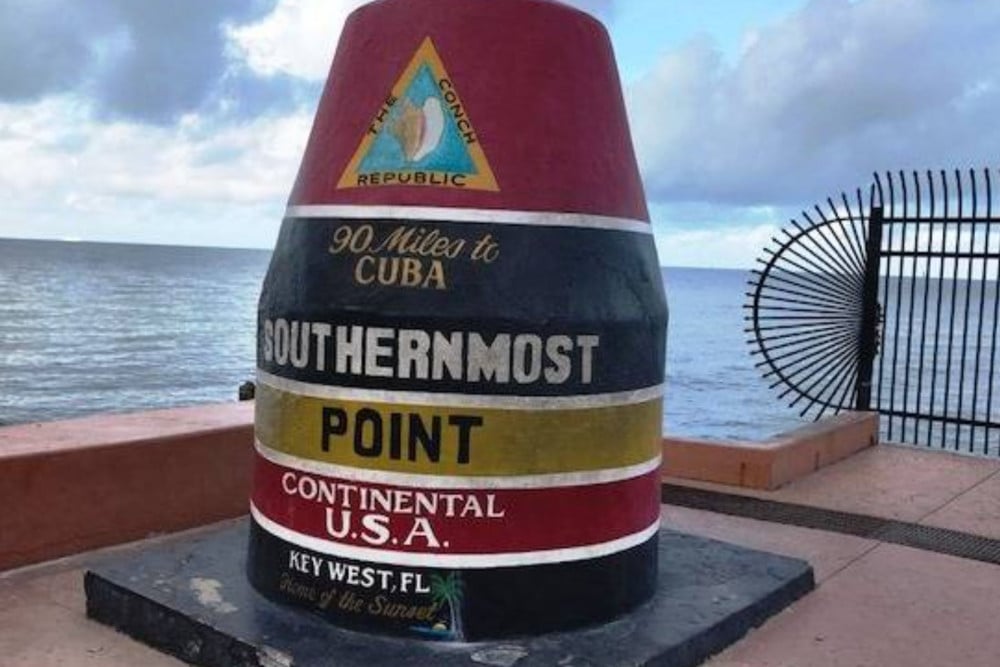 THE CONCH
REPUBLIC
90 Miles to
CUBA
SOUTHERNMOST
POINT
CONTINENTAL
U.S.A.
KEY WEST, FL
Home of the Sunset